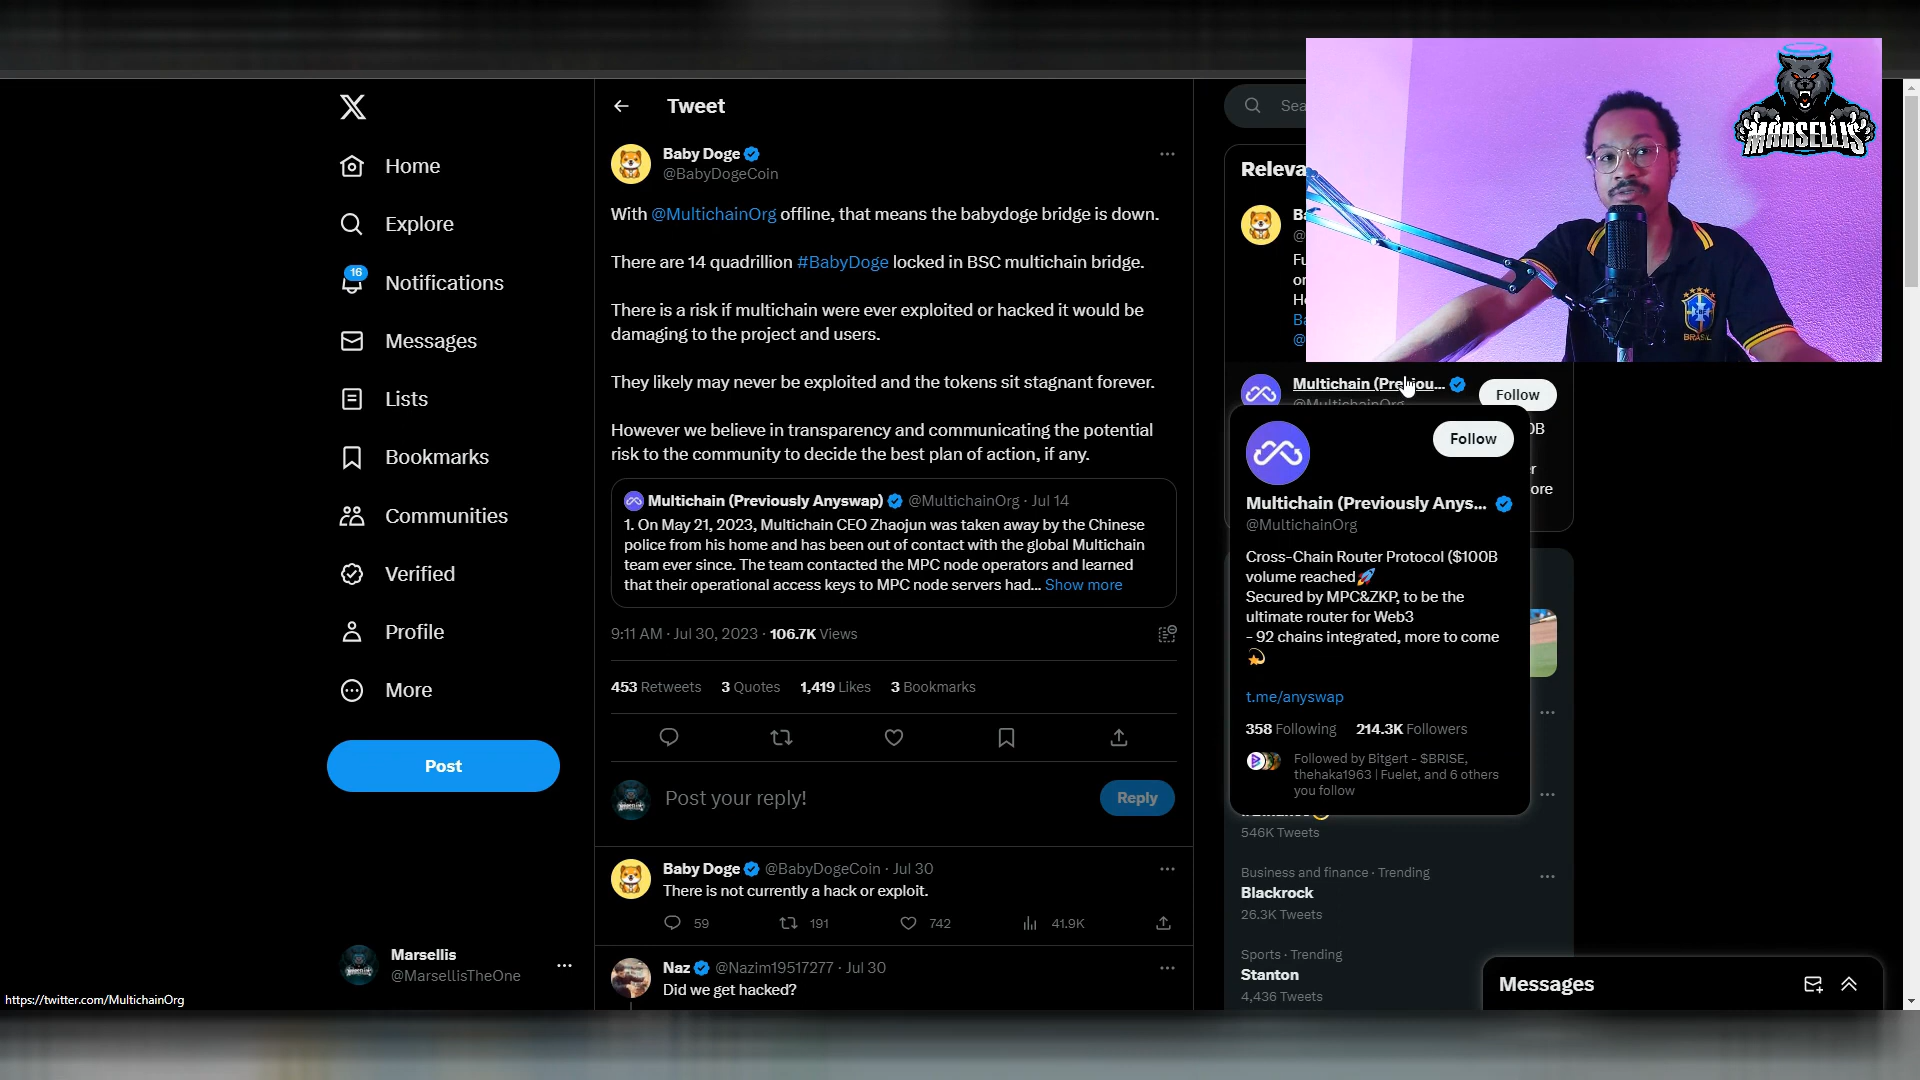 X
Home
Explore
16
Notifications
Messages
Lists
Bookmarks
Communities
Verified
Profile
More
Post
Marsellis
@MarsellisTheOne
https://twitter.com/MultichainOrg
Tweet
Baby Doge
@BabyDogeCoin
With @MultichainOrg offline, that means the babydoge bridge is down.
There are 14 quadrillion #BabyDoge locked in BSC multichain bridge.
There is a risk if multichain were ever exploited or hacked it would be
damaging to the project and users.
They likely may never be exploited and the tokens sit stagnant forever.
However we believe in transparency and communicating the potential
risk to the community to decide the best plan of action, if any.
Multichain (Previously Anyswap) @MultichainOrg · Jul 14
1. On May 21, 2023, Multichain CEO Zhaojun was taken away by the Chinese
police from his home and has been out of contact with the global Multichain
team ever since. The team contacted the MPC node operators and learned
that their operational access keys to MPC node servers had... Show more
9:11 AM · Jul 30, 2023 · 106.7K Views
453 Retweets 3 Quotes 1,419 Likes 3 Bookmarks
Post your reply!
Reply
Baby Doge @BabyDogeCoin · Jul 30
There is not currently a hack or exploit.
59 191 742 41.9K
Naz @Nazim19517277 · Jul 30
Did we get hacked?
Sea
Releva
MARSELLIS
BRASIL
Multichain (Previou...
@MultichainOrg
Follow
Follow
Multichain (Previously Anys...
@MultichainOrg
Cross-Chain Router Protocol ($100B
volume reached🚀
Secured by MPC&ZKP, to be the
ultimate router for Web3
- 92 chains integrated, more to come
💫
t.me/anyswap
358 Following 214.3K Followers
Followed by Bitgert - $BRISE,
thehaka1963 | Fuelet, and 6 others
you follow
546K Tweets
Business and finance · Trending
Blackrock
26.3K Tweets
Sports · Trending
Stanton
4,436 Tweets
Messages